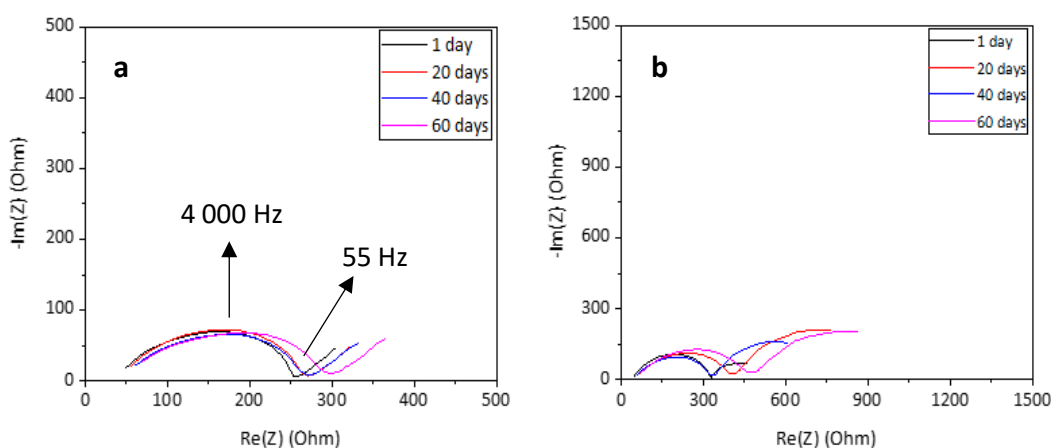 a
500
400
300
200
100
0
-Im(Z) (Ohm)
1 day
20 days
40 days
60 days
4 000 Hz
55 Hz
0 100 200 300 400 500
Re(Z) (Ohm)
b
1500
1200
900
600
300
0
-Im(Z) (Ohm)
1 day
20 days
40 days
60 days
0 300 600 900 1200 1500
Re(Z) (Ohm)